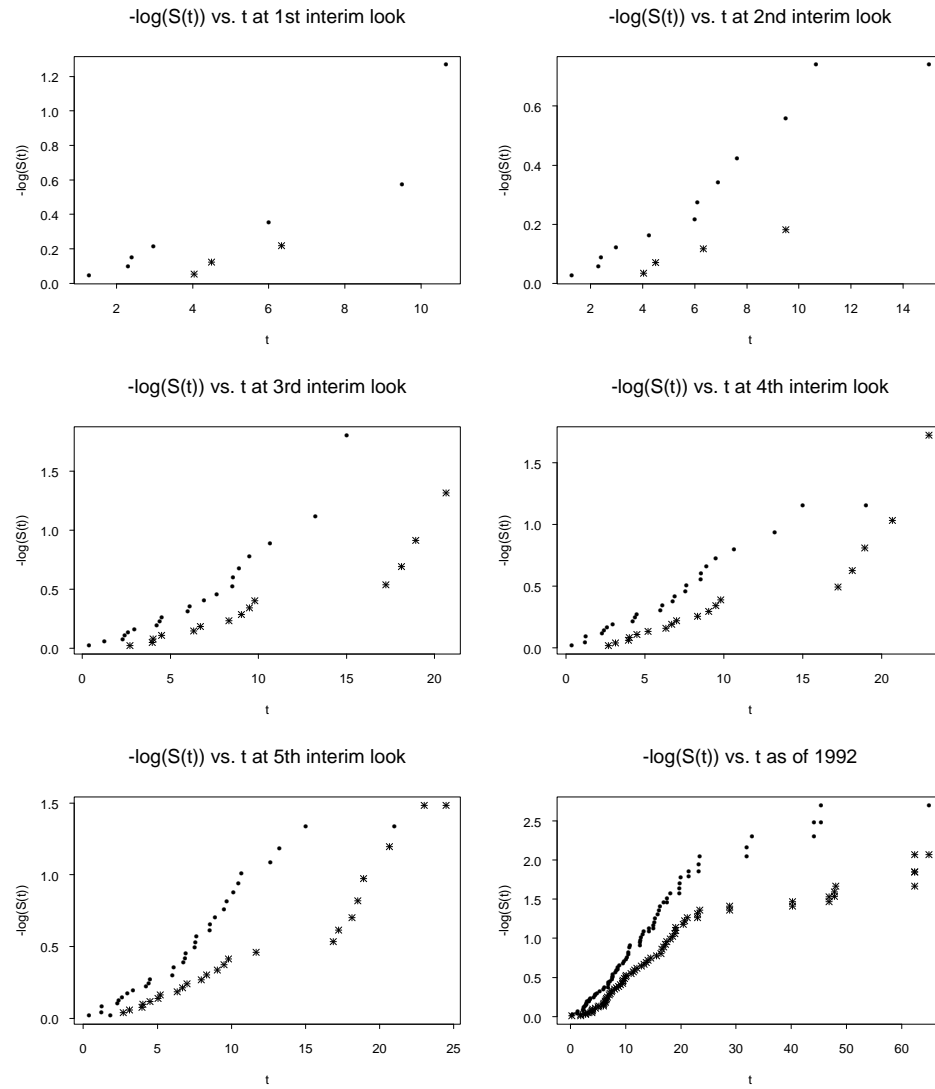 -log(S(t)) vs. t at 1st interim look
-log(S(t))
1.2
1.0
0.8
0.6
0.4
0.2
0.0
2 4 6 8 10
t
-log(S(t)) vs. t at 2nd interim look
-log(S(t))
0.6
0.4
0.2
0.0
2 4 6 8 10 12 14
t
-log(S(t)) vs. t at 3rd interim look
-log(S(t))
1.5
1.0
0.5
0.0
0 5 10 15 20
t
-log(S(t)) vs. t at 4th interim look
-log(S(t))
1.5
1.0
0.5
0.0
0 5 10 15 20
t
-log(S(t)) vs. t at 5th interim look
-log(S(t))
1.5
1.0
0.5
0.0
0 5 10 15 20 25
t
-log(S(t)) vs. t as of 1992
-log(S(t))
2.5
2.0
1.5
1.0
0.5
0.0
0 10 20 30 40 50 60
t